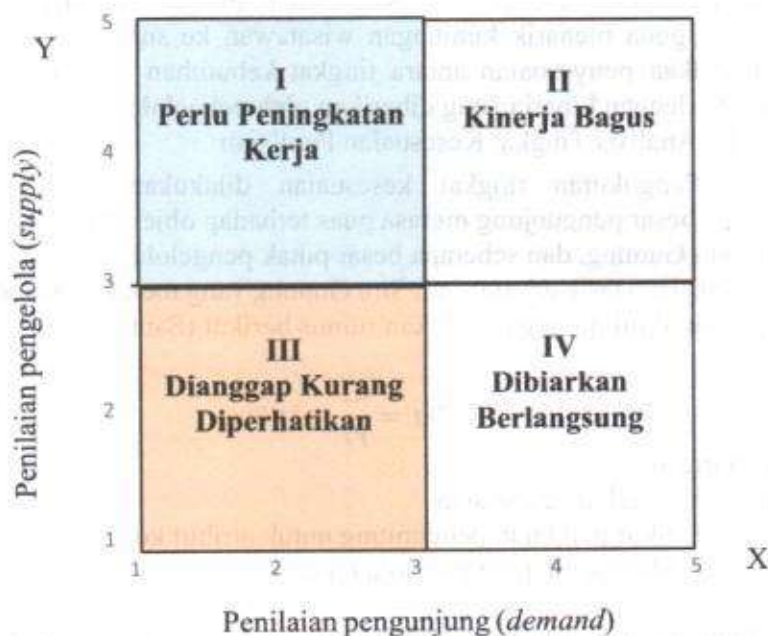 Y
5
4
3
2
1
Penilaian pengelola (supply)
I
Perlu Peningkatan
Kerja
II
Kinerja Bagus
III
Dianggap Kurang
Diperhatikan
IV
Dibiarkan
Berlangsung
1
2
3
4
5
X
Penilaian pengunjung (demand)